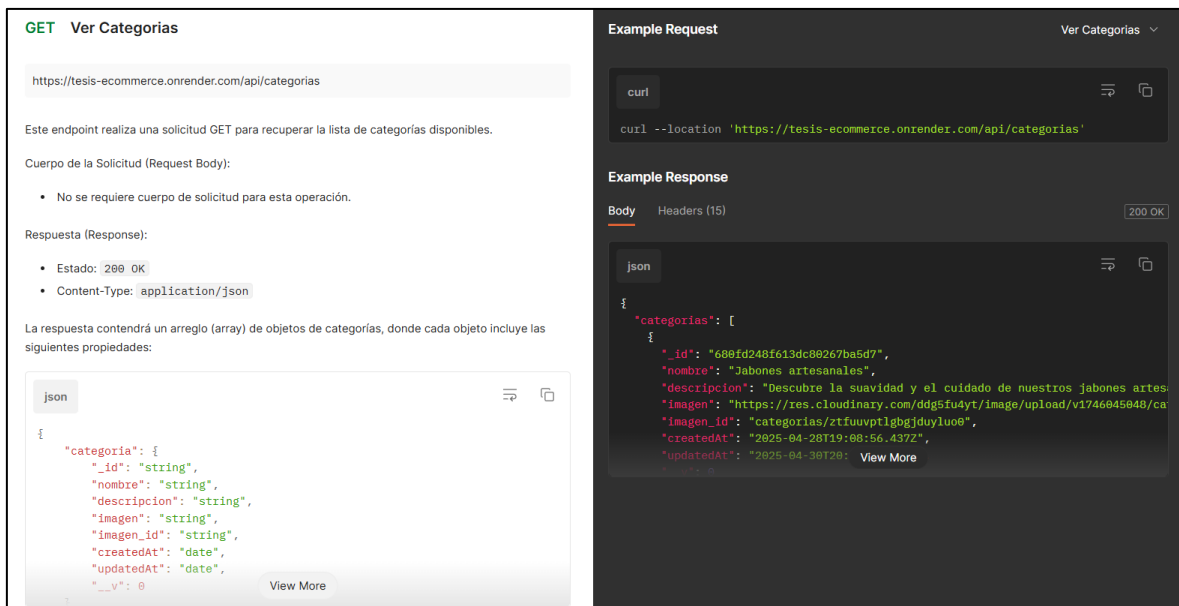 GET Ver Categorias
https://tesis-ecommerce.onrender.com/api/categorias
Este endpoint realiza una solicitud GET para recuperar la lista de categorías disponibles.
Cuerpo de la Solicitud (Request Body):
• No se requiere cuerpo de solicitud para esta operación.
Respuesta (Response):
• Estado: 200 OK
• Content-Type: application/json
La respuesta contendrá un arreglo (array) de objetos de categorías, donde cada objeto incluye las
siguientes propiedades:
json
{
"categoria": {
"_id": "string",
"nombre": "string",
"descripcion": "string",
"imagen": "string",
"imagen_id": "string",
"createdAt": "date",
"updatedAt": "date",
"__v": 0
View More
Example Request
Ver Categorias
curl
curl --location 'https://tesis-ecommerce.onrender.com/api/categorias'
Example Response
Body Headers (15)
200 OK
json
{
"categorias": [
{
"_id": "680fd248f613dc80267ba5d7",
"nombre": "Jabones artesanales",
"descripcion": "Descubre la suavidad y el cuidado de nuestros jabones artes
"imagen": "https://res.cloudinary.com/ddg5fu4yt/image/upload/v1746045048/ca
"imagen_id": "categorias/ztfuuvptlgbgjduyluo0",
"createdAt": "2025-04-28T19:08:56.437Z",
"updatedAt": "2025-04-30T20:
View More